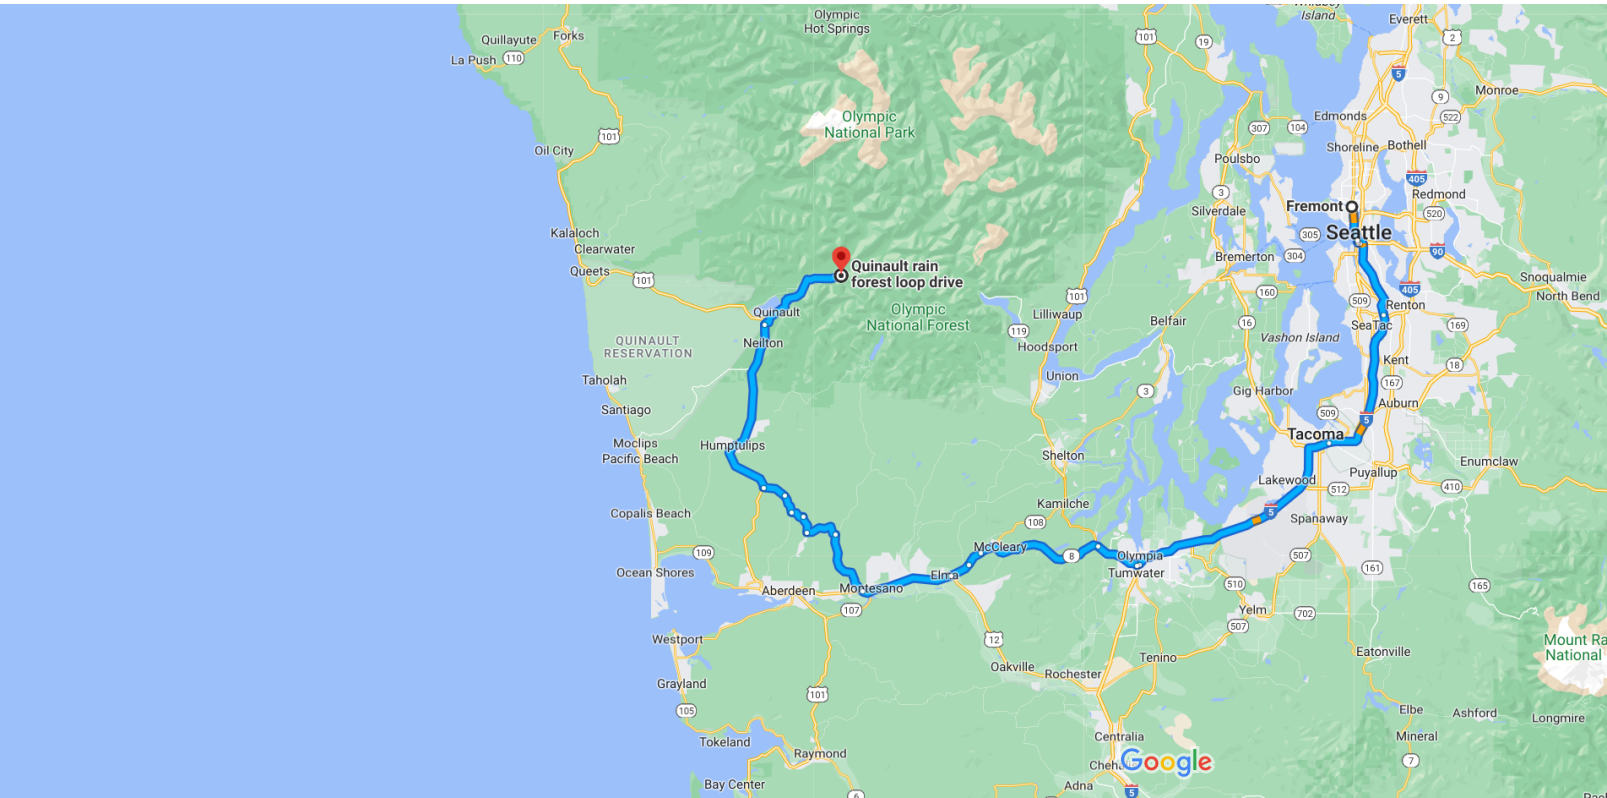 Whidbey
Island
Everett
Olympic
Hot Springs
Forks
Quillayute
La Push
110
101
19
2
5
Monroe
9
522
Edmonds
307
104
Olympic
National Park
101
Oil City
Shoreline
Bothell
Poulsbo
405
Redmond
3
Silverdale
Fremont
520
Kalaloch
305
Seattle
Clearwater
Bremerton
304
90
Queets
101
Quinault rain
forest loop drive
Snoqualmie
North Bend
160
101
405
509
Renton
Quinault
Olympic
National Forest
Lilliwaup
Belfair
16
SeaTac
169
119
Vashon Island
QUINAULT
RESERVATION
Neilton
Hoodsport
Kent
18
Union
Taholah
3
Gig Harbor
167
Auburn
Santiago
509
5
Tacoma
Moclips
Humptulips
Pacific Beach
Shelton
Enumclaw
Puyallup
Lakewood
512
410
Kamilche
Copalis Beach
5
Spanaway
108
McCleary
109
8
Olympia
507
Ocean Shores
Elma
Tumwater
161
Aberdeen
Montesano
510
165
107
Yelm
702
507
Westport
12
Mount Ra
National
Eatonville
Tenino
Oakville
Rochester
Grayland
101
105
Elbe
Ashford
Longmire
Tokeland
Centralia
Mineral
Raymond
Cheh
Google
7
Bay Center
Adna
5
6